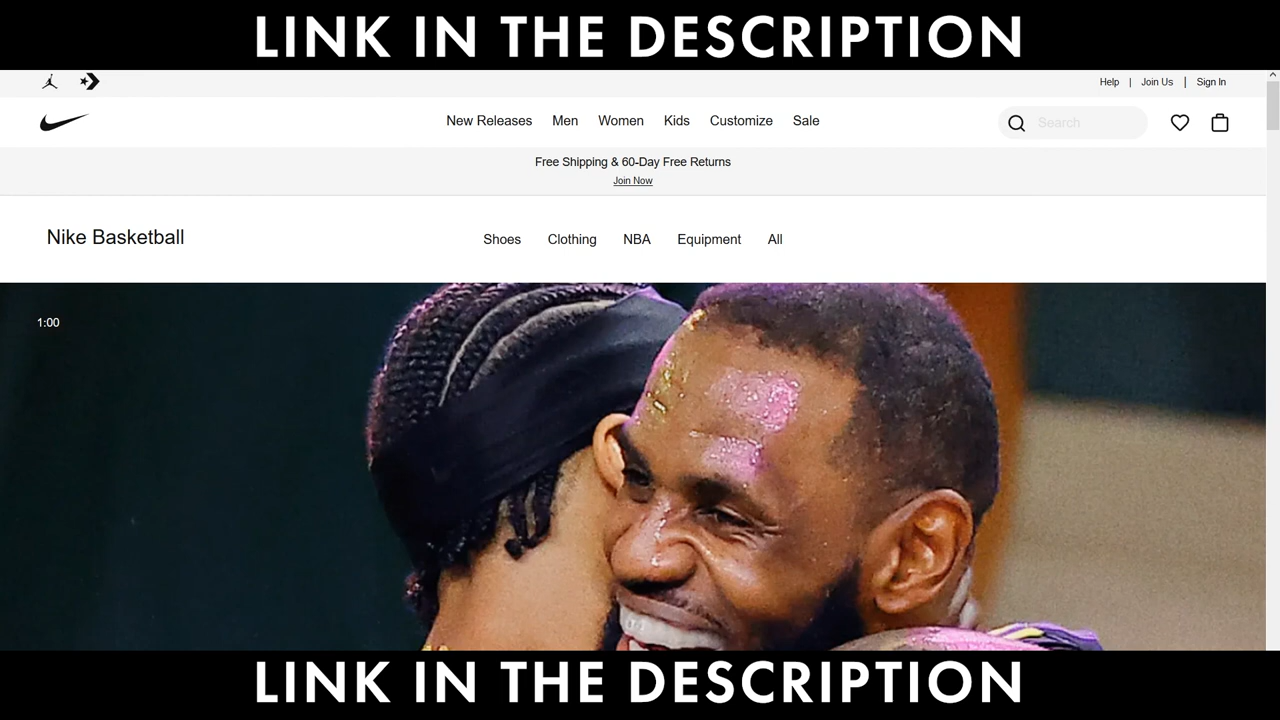 LINK IN THE DESCRIPTION
Help | Join Us | Sign In
New Releases Men Women Kids Customize Sale Search
Free Shipping & 60-Day Free Returns
Join Now
Nike Basketball Shoes Clothing NBA Equipment All
1:00
LINK IN THE DESCRIPTION